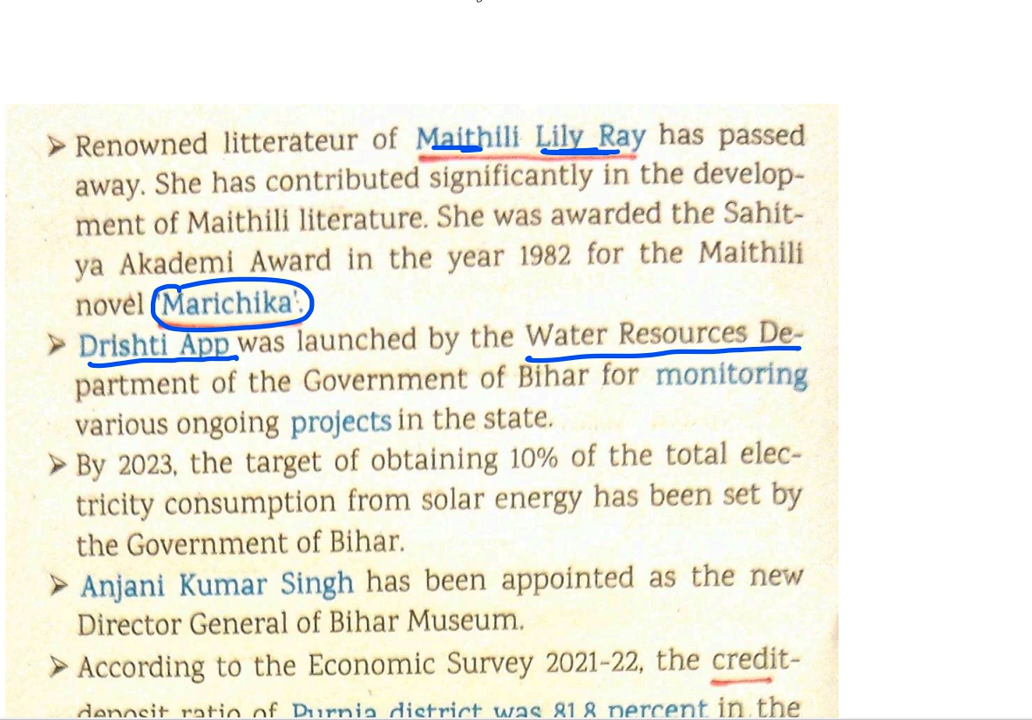 ➤ Renowned litterateur of Maithili Lily Ray has passed
away. She has contributed significantly in the develop-
ment of Maithili literature. She was awarded the Sahit-
ya Akademi Award in the year 1982 for the Maithili
novel 'Marichika'.
➤ Drishti App was launched by the Water Resources De-
partment of the Government of Bihar for monitoring
various ongoing projects in the state.
➤ By 2023, the target of obtaining 10% of the total elec-
tricity consumption from solar energy has been set by
the Government of Bihar.
➤ Anjani Kumar Singh has been appointed as the new
Director General of Bihar Museum.
➤ According to the Economic Survey 2021-22, the credit-
deposit ratio of Purnia district was 81.8 percent in the